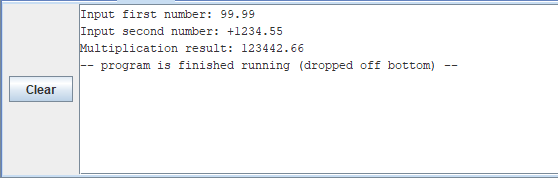 Input first number: 99.99
Input second number: +1234.55
Multiplication result: 123442.66
-- program is finished running (dropped off bottom) --
Clear